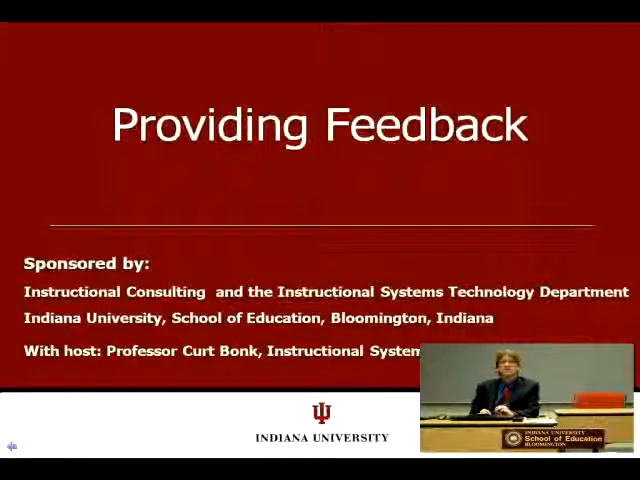 Providing Feedback
Sponsored by:
Instructional Consulting and the Instructional Systems Technology Department
Indiana University, School of Education, Bloomington, Indiana
With host: Professor Curt Bonk, Instructional System
INDIANA UNIVERSITY
INDIANA UNIVERSITY
School of Education
BLOOMINGTON